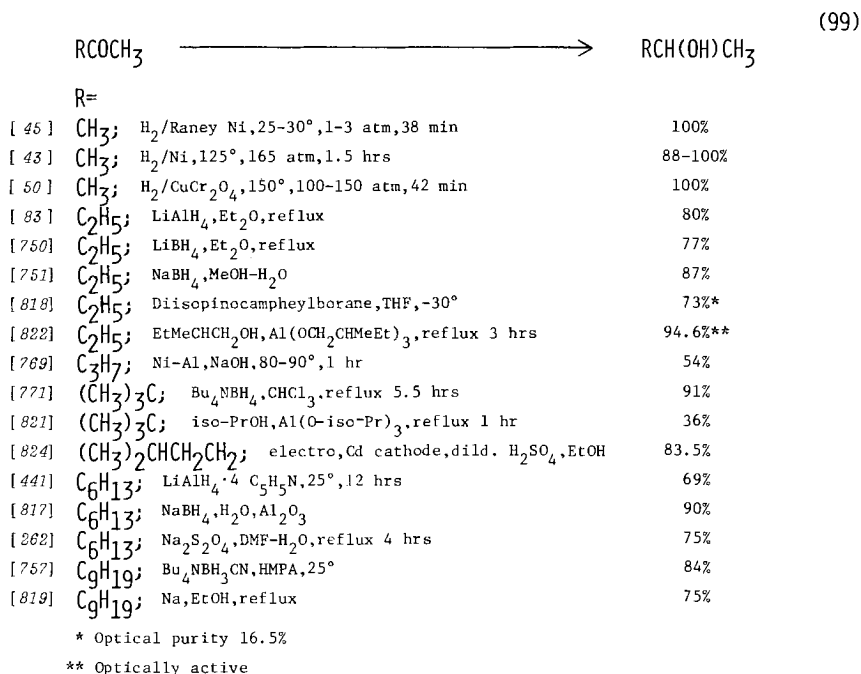 (99)
RCOCH₃ ⟶ RCH(OH)CH₃
R=
[45] CH₃; H₂/Raney Ni,25-30°,1-3 atm,38 min 100%
[43] CH₃; H₂/Ni,125°,165 atm,1.5 hrs 88-100%
[50] CH₃; H₂/CuCr₂O₄,150°,100-150 atm,42 min 100%
[83] C₂H₅; LiAlH₄,Et₂O,reflux 80%
[750] C₂H₅; LiBH₄,Et₂O,reflux 77%
[751] C₂H₅; NaBH₄,MeOH-H₂O 87%
[818] C₂H₅; Diisopinocampheylborane,THF,-30° 73%*
[822] C₂H₅; EtMeCHCH₂OH,Al(OCH₂CHMeEt)₃,reflux 3 hrs 94.6%**
[769] C₃H₇; Ni-Al,NaOH,80-90°,1 hr 54%
[771] (CH₃)₃C; Bu₄NBH₄,CHCl₃,reflux 5.5 hrs 91%
[821] (CH₃)₃C; iso-PrOH,Al(O-iso-Pr)₃,reflux 1 hr 36%
[824] (CH₃)₂CHCH₂CH₂; electro,Cd cathode,dild. H₂SO₄,EtOH 83.5%
[441] C₆H₁₃; LiAlH₄·4 C₅H₅N,25°,12 hrs 69%
[817] C₆H₁₃; NaBH₄,H₂O,Al₂O₃ 90%
[262] C₆H₁₃; Na₂S₂O₄,DMF-H₂O,reflux 4 hrs 75%
[757] C₉H₁₉; Bu₄NBH₃CN,HMPA,25° 84%
[819] C₉H₁₉; Na,EtOH,reflux 75%
* Optical purity 16.5%
** Optically active